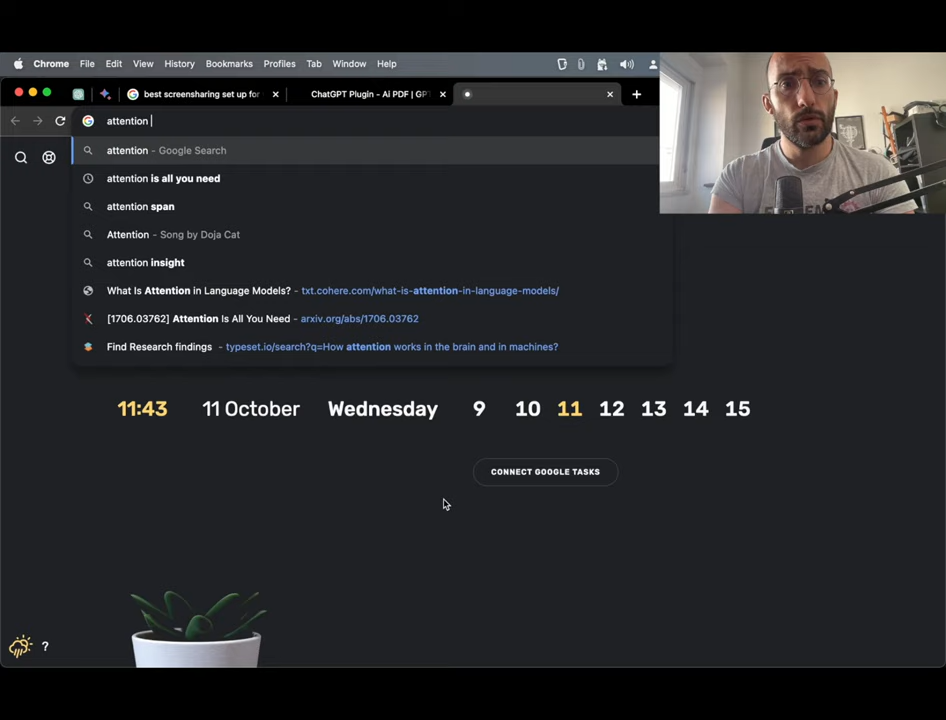 Chrome File Edit View History Bookmarks Profiles Tab Window Help
best screensharing set up for
ChatGPT Plugin - Ai PDF | GP
attention
attention - Google Search
attention is all you need
attention span
Attention - Song by Doja Cat
attention insight
What Is Attention in Language Models? - txt.cohere.com/what-is-attention-in-language-models/
[1706.03762] Attention Is All You Need - arxiv.org/abs/1706.03762
Find Research findings - typeset.io/search?q=How attention works in the brain and in machines?
11:43 11 October Wednesday 9 10 11 12 13 14 15
CONNECT GOOGLE TASKS
?